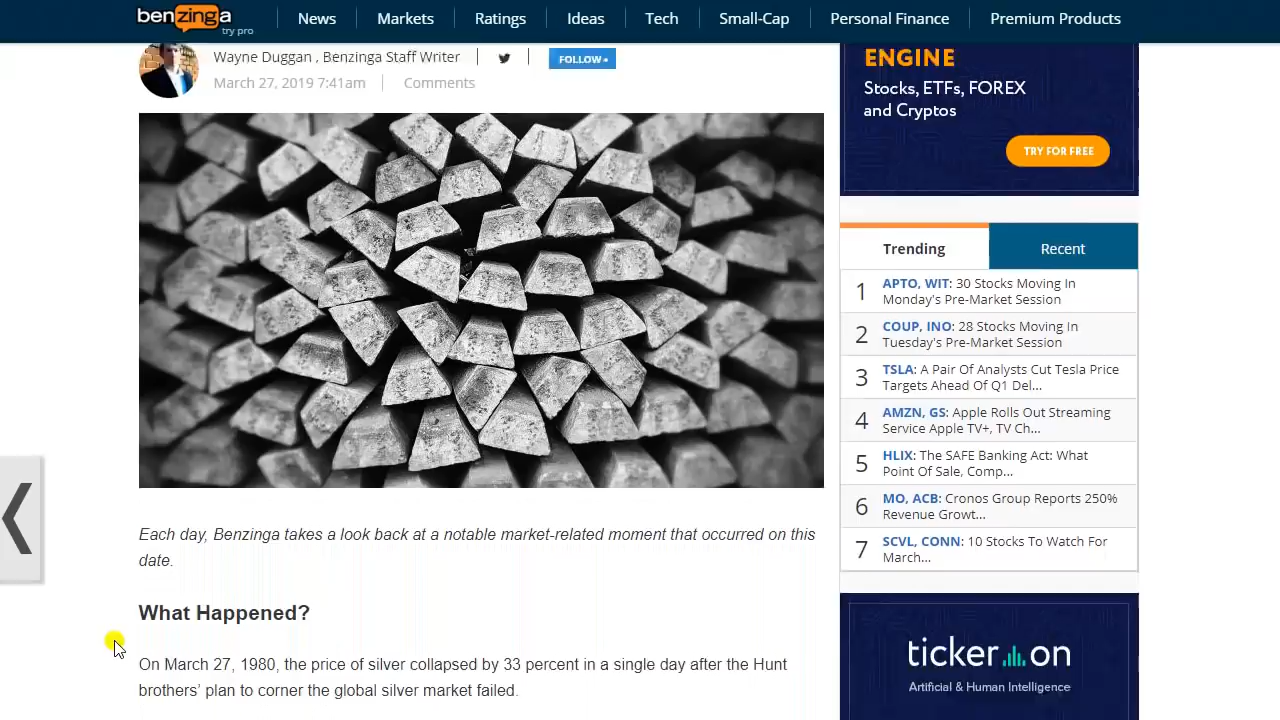 benzinga
try pro
News
Markets
Ratings
Ideas
Tech
Small-Cap
Personal Finance
Premium Products
Wayne Duggan , Benzinga Staff Writer
FOLLOW
March 27, 2019 7:41am
Comments
Each day, Benzinga takes a look back at a notable market-related moment that occurred on this
date.
What Happened?
On March 27, 1980, the price of silver collapsed by 33 percent in a single day after the Hunt
brothers’ plan to corner the global silver market failed.
ENGINE
Stocks, ETFs, FOREX
and Cryptos
TRY FOR FREE
Trending
Recent
1 APTO, WIT: 30 Stocks Moving In
Monday's Pre-Market Session
2 COUP, INO: 28 Stocks Moving In
Tuesday's Pre-Market Session
3 TSLA: A Pair Of Analysts Cut Tesla Price
Targets Ahead Of Q1 Del...
4 AMZN, GS: Apple Rolls Out Streaming
Service Apple TV+, TV Ch...
5 HLIX: The SAFE Banking Act: What
Point Of Sale, Comp...
6 MO, ACB: Cronos Group Reports 250%
Revenue Growt...
7 SCVL, CONN: 10 Stocks To Watch For
March...
ticker on
Artificial & Human Intelligence